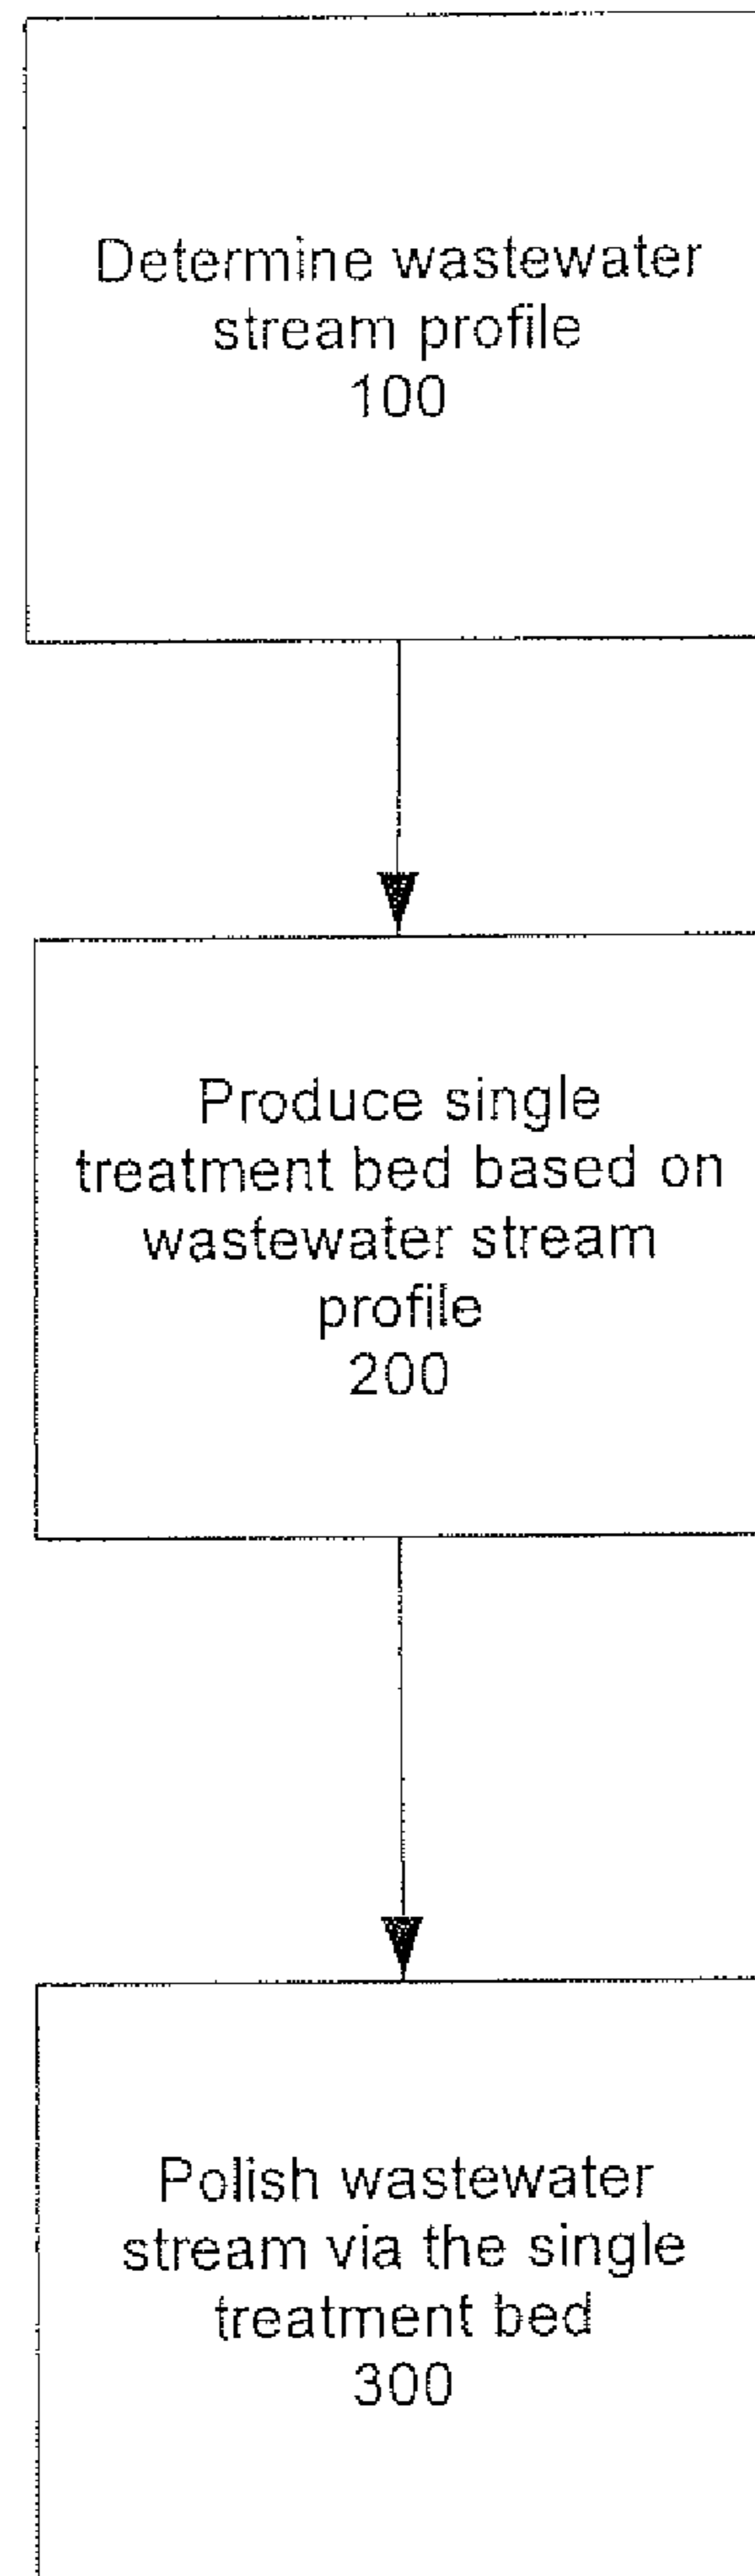 Determine wastewater
stream profile
100
Produce single
treatment bed based on
wastewater stream
profile
200
Polish wastewater
stream via the single
treatment bed
300